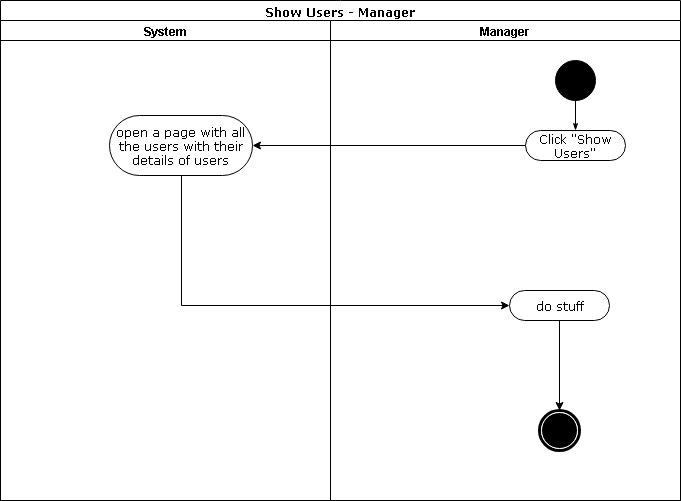 Show Users - Manager
System
Manager
open a page with all
the users with their
details of users
Click "Show
Users"
do stuff